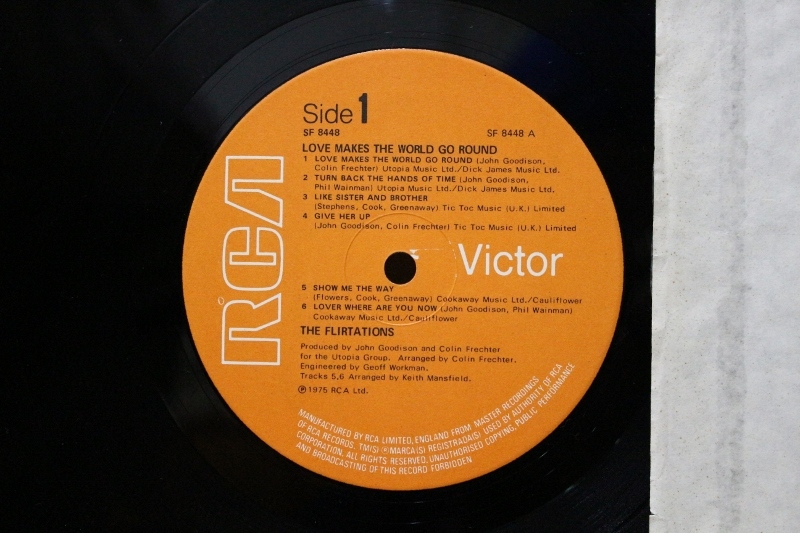 Side 1
SF 8448
SF 8448 A
LOVE MAKES THE WORLD GO ROUND
1 LOVE MAKES THE WORLD GO ROUND (John Goodison,
Colin Frechter) Utopia Music Ltd./Dick James Music Ltd.
2 TURN BACK THE HANDS OF TIME (John Goodison,
Phil Wainman) Utopia Music Ltd./Dick James Music Ltd.
3 LIKE SISTER AND BROTHER
(Stephens, Cook, Greenaway) Tic Toc Music (U.K.) Limited
4 GIVE HER UP
(John Goodison, Colin Frechter) Tic Toc Music (U.K.) Limited
RCA
Victor
5 SHOW ME THE WAY
(Flowers, Cook, Greenaway) Cookaway Music Ltd./Cauliflower
6 LOVER WHERE ARE YOU NOW (John Goodison, Phil Wainman)
Cookaway Music Ltd./Cauliflower
THE FLIRTATIONS
Produced by John Goodison and Colin Frechter
for the Utopia Group. Arranged by Colin Frechter.
Engineered by Geoff Workman.
Tracks 5,6 Arranged by Keith Mansfield.
℗ 1975 RCA Ltd.
MANUFACTURED BY RCA LIMITED, ENGLAND FROM MASTER RECORDINGS
OF RCA RECORDS. TM(S) ® MARCA(S) REGISTRADA(S) USED BY AUTHORITY OF RCA
CORPORATION. ALL RIGHTS RESERVED. UNAUTHORISED COPYING, PUBLIC PERFORMANCE
AND BROADCASTING OF THIS RECORD FORBIDDEN